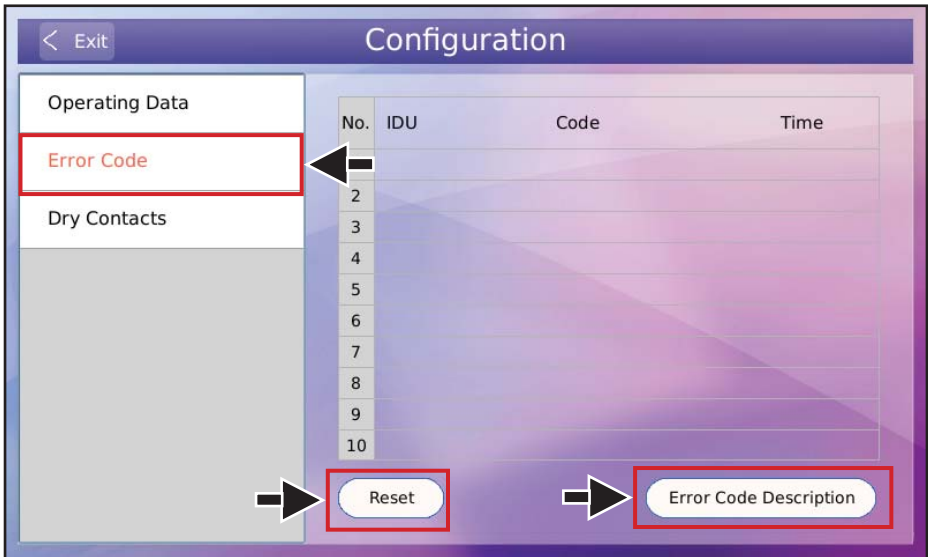 Exit
Configuration
Operating Data
Error Code
Dry Contacts
No. IDU Code Time
2
3
4
5
6
7
8
9
10
Reset
Error Code Description